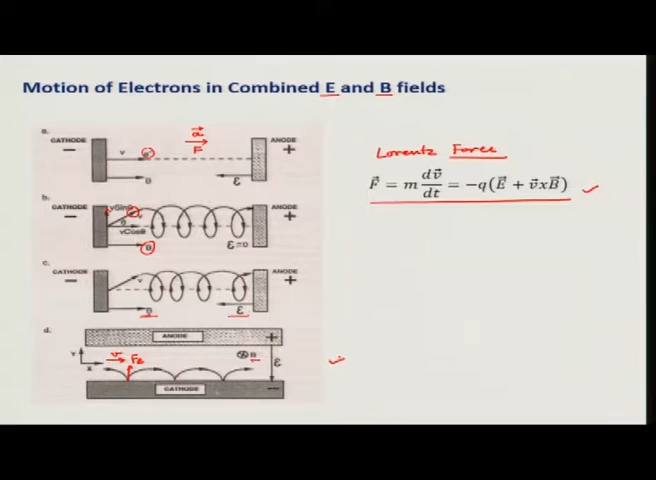 Motion of Electrons in Combined E and B fields
a.
CATHODE
ANODE
−
V
e⁻
a⃗
F
+
B
ε
b.
CATHODE
ANODE
−
vSinθ
θ
vCosθ
+
B
ε=0
c.
CATHODE
ANODE
−
v
+
B
ε
d.
ANODE
+
Y
X
v
Fe
B
ε
CATHODE
−
Lorentz Force
F⃗ = m dv⃗/dt = −q(E⃗ + v⃗xB⃗)